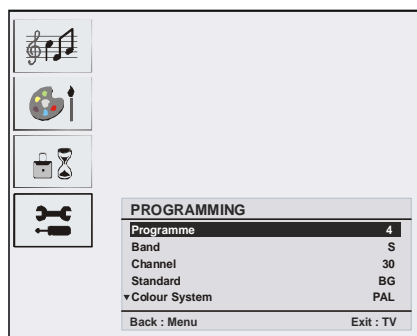 PROGRAMMING
Programme 4
Band S
Channel 30
Standard BG
▾Colour System PAL
Back : Menu Exit : TV